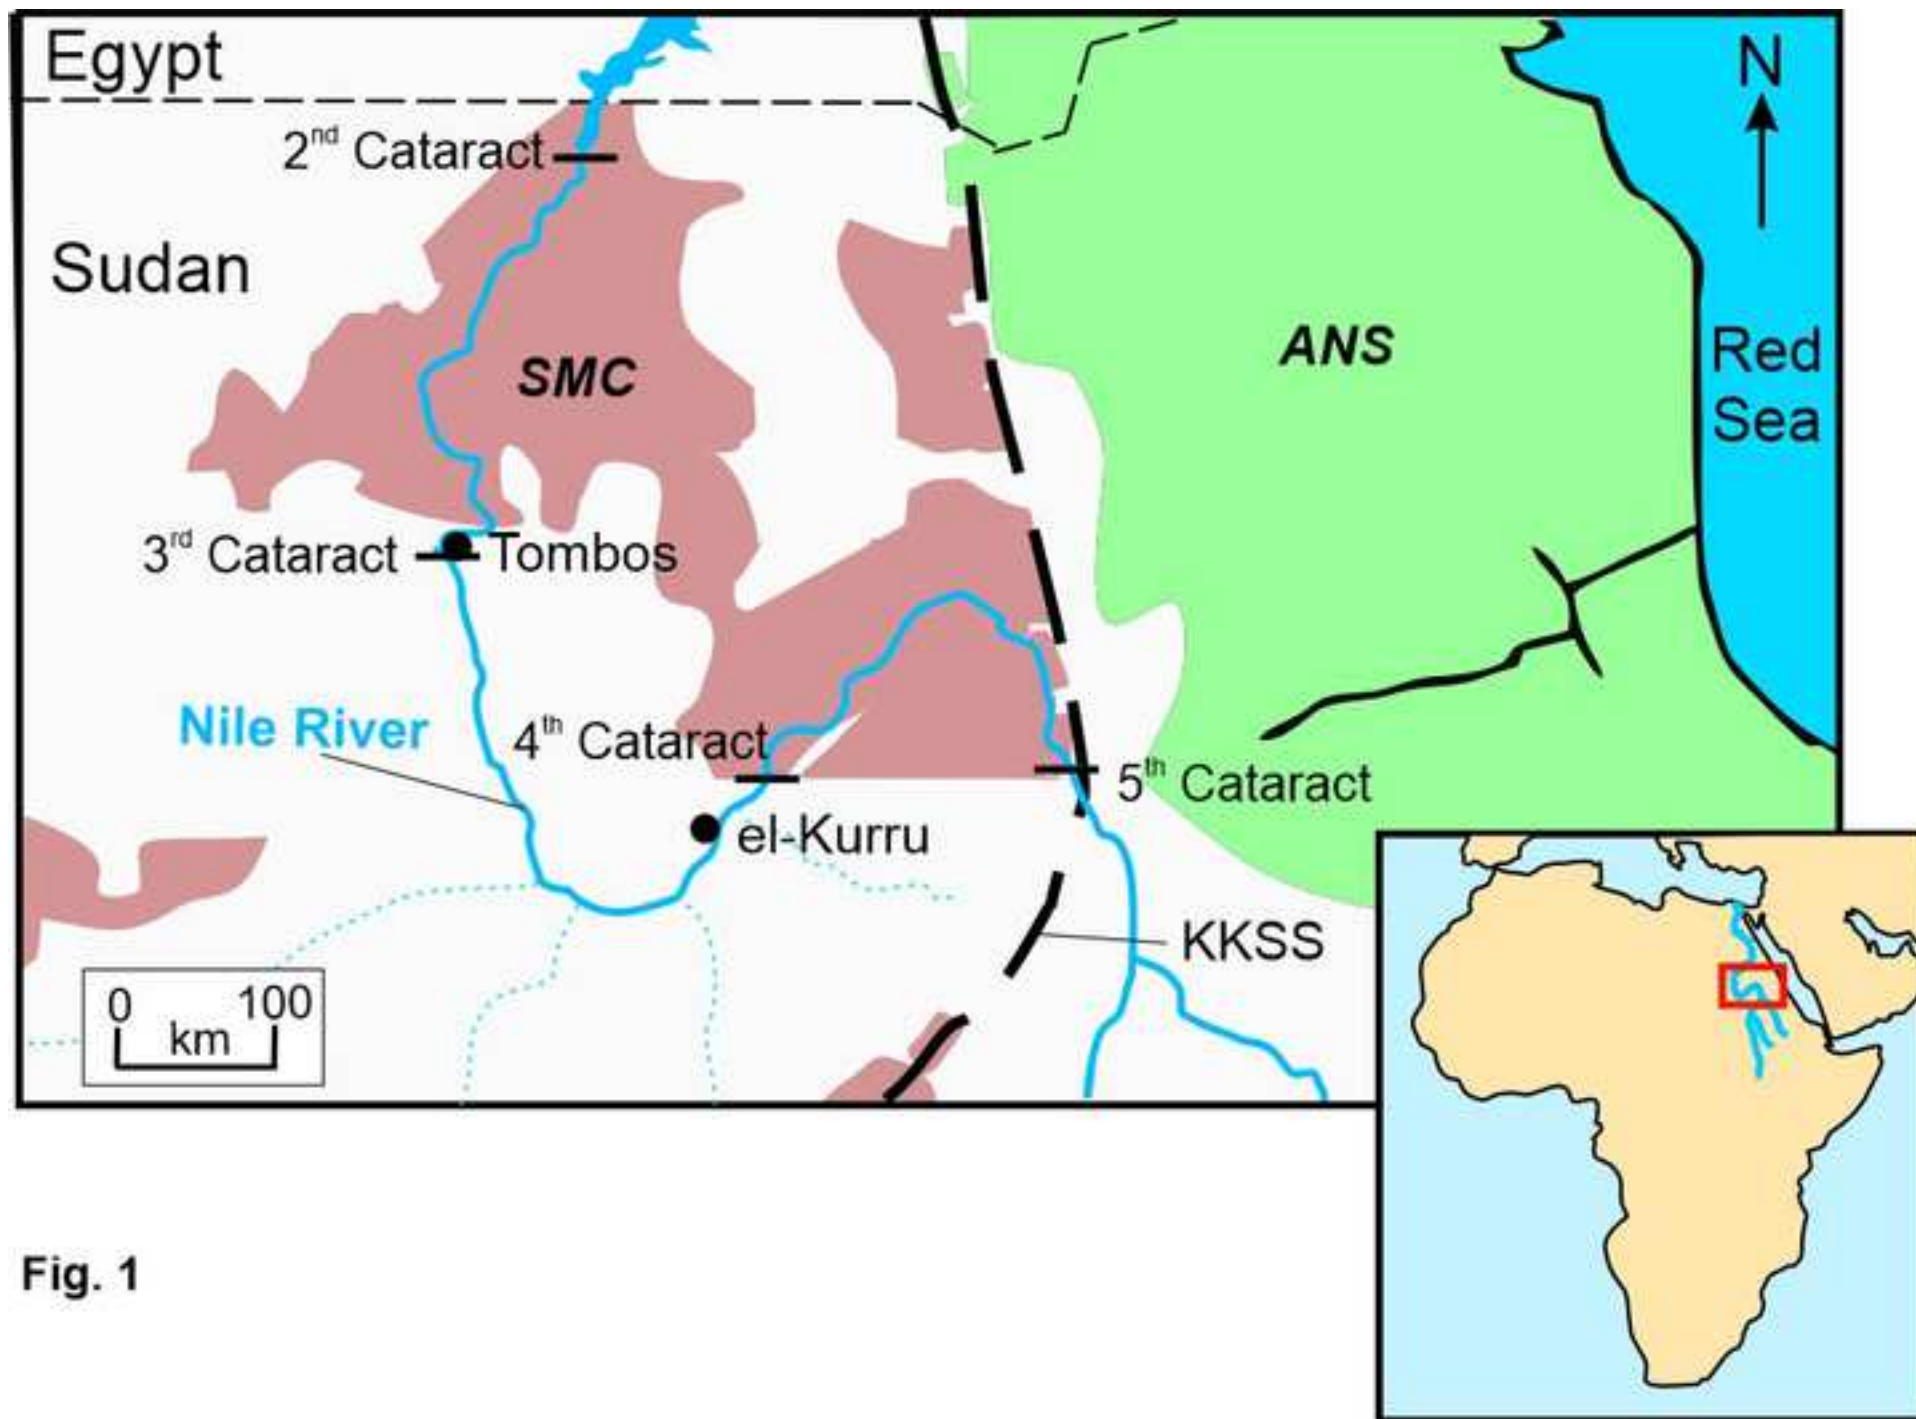 Egypt
N
2nd Cataract
Sudan
ANS
Red
Sea
SMC
3rd Cataract
Tombos
Nile River
4th Cataract
5th Cataract
el-Kurru
KKSS
0 100
km
Fig. 1